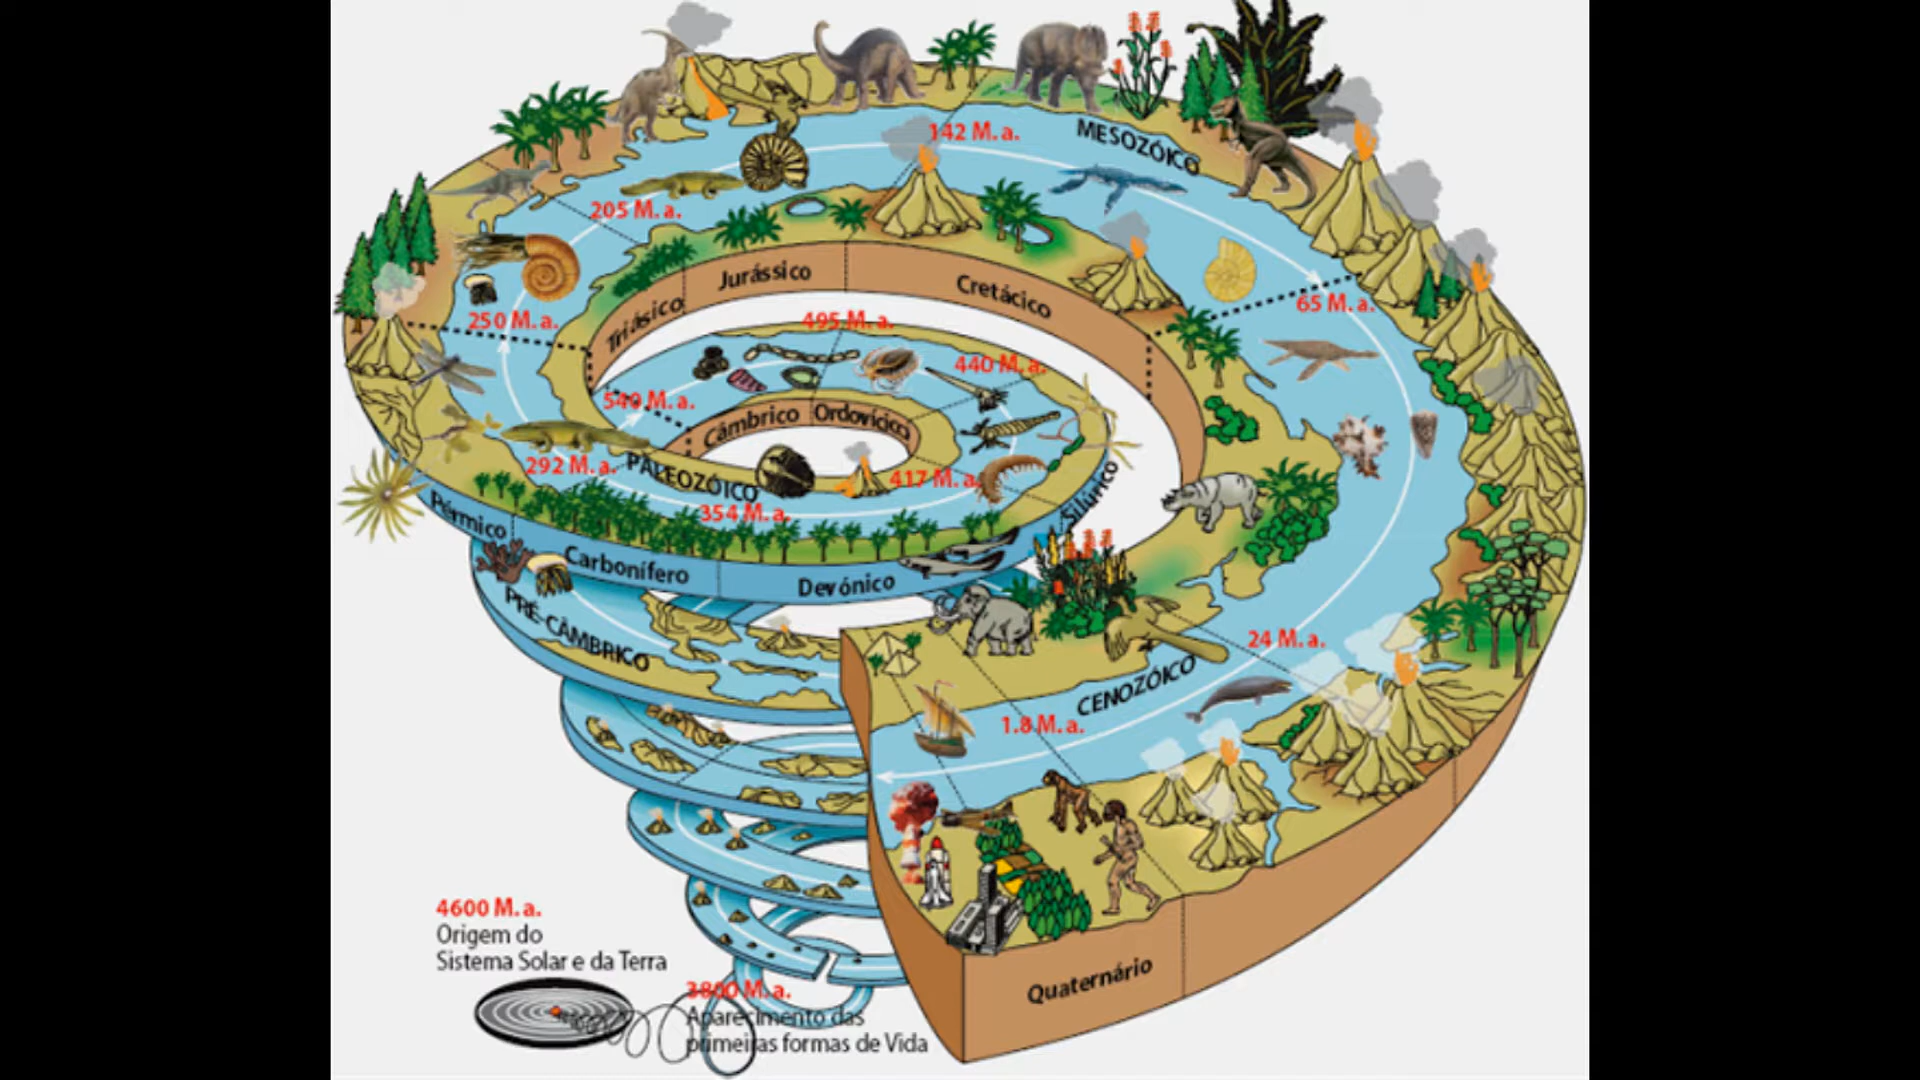 142 M. a.
MESOZÓICO
205 M. a.
Jurássico
Cretácico
Triásico
65 M. a.
250 M. a.
495 M. a.
440 M. a.
540 M. a.
Câmbrico
Ordovícico
292 M. a.
PALEOZÓICO
417 M. a.
354 M. a.
Silúrico
Pérmico
Carbonífero
Devónico
PRÉ-CÂMBRICO
24 M. a.
CENOZÓICO
1.8 M. a.
4600 M. a.
Origem do
Sistema Solar e da Terra
Quaternário
3800 M. a.
Aparecimento das
primeiras formas de Vida